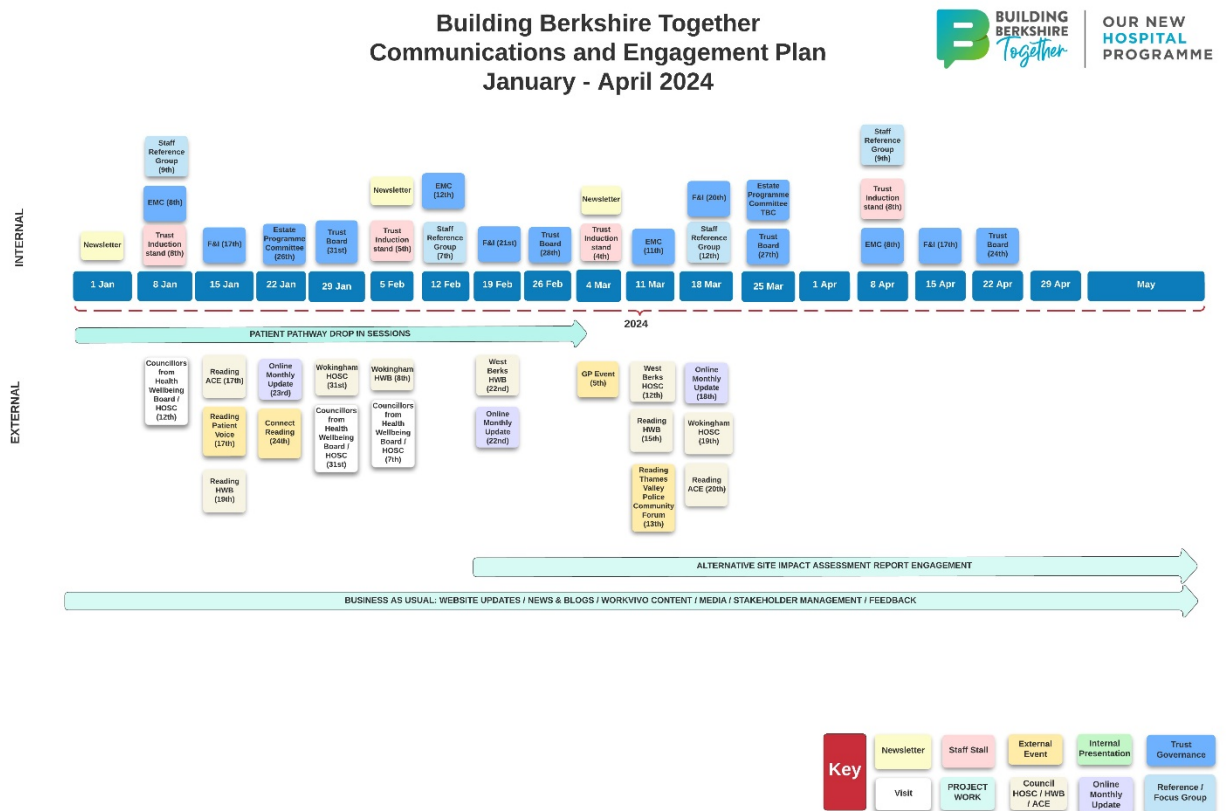 Building Berkshire Together
Communications and Engagement Plan
January - April 2024
BUILDING
BERKSHIRE
Together
OUR NEW
HOSPITAL
PROGRAMME
INTERNAL
Newsletter
Staff
Reference
Group
(9th)
EMC (8th)
Trust
Induction
stand (8th)
F&I (17th)
Estate
Programme
Committee
(26th)
Trust
Board
(31st)
Newsletter
Trust
Induction
stand (5th)
EMC
(12th)
Staff
Reference
Group
(7th)
F&I (21st)
Trust
Board
(28th)
Newsletter
Trust
Induction
stand
(4th)
EMC
(11th)
F&I (20th)
Staff
Reference
Group
(12th)
Estate
Programme
Committee
TBC
Trust
Board
(27th)
Staff
Reference
Group
(9th)
Trust
Induction
stand (8th)
EMC (8th)
F&I (17th)
Trust
Board
(24th)
1 Jan
8 Jan
15 Jan
22 Jan
29 Jan
5 Feb
12 Feb
19 Feb
26 Feb
4 Mar
11 Mar
18 Mar
25 Mar
1 Apr
8 Apr
15 Apr
22 Apr
29 Apr
May
2024
PATIENT PATHWAY DROP IN SESSIONS
EXTERNAL
Councillors
from
Health
Wellbeing
Board /
HOSC
(12th)
Reading
ACE (17th)
Reading
Patient
Voice
(17th)
Reading
HWB
(19th)
Online
Monthly
Update
(23rd)
Connect
Reading
(24th)
Wokingham
HOSC
(31st)
Councillors
from
Health
Wellbeing
Board /
HOSC
(31st)
Wokingham
HWB (8th)
Councillors
from
Health
Wellbeing
Board /
HOSC
(7th)
West
Berks
HWB
(22nd)
Online
Monthly
Update
(22nd)
GP Event
(5th)
West
Berks
HOSC
(12th)
Reading
HWB
(15th)
Reading
Thames
Valley
Police
Community
Forum
(13th)
Online
Monthly
Update
(18th)
Wokingham
HOSC
(19th)
Reading
ACE (20th)
ALTERNATIVE SITE IMPACT ASSESSMENT REPORT ENGAGEMENT
BUSINESS AS USUAL: WEBSITE UPDATES / NEWS & BLOGS / WORKVIVO CONTENT / MEDIA / STAKEHOLDER MANAGEMENT / FEEDBACK
Key
Newsletter
Staff Stall
External
Event
Internal
Presentation
Trust
Governance
Visit
PROJECT
WORK
Council
HOSC / HWB
/ ACE
Online
Monthly
Update
Reference /
Focus Group